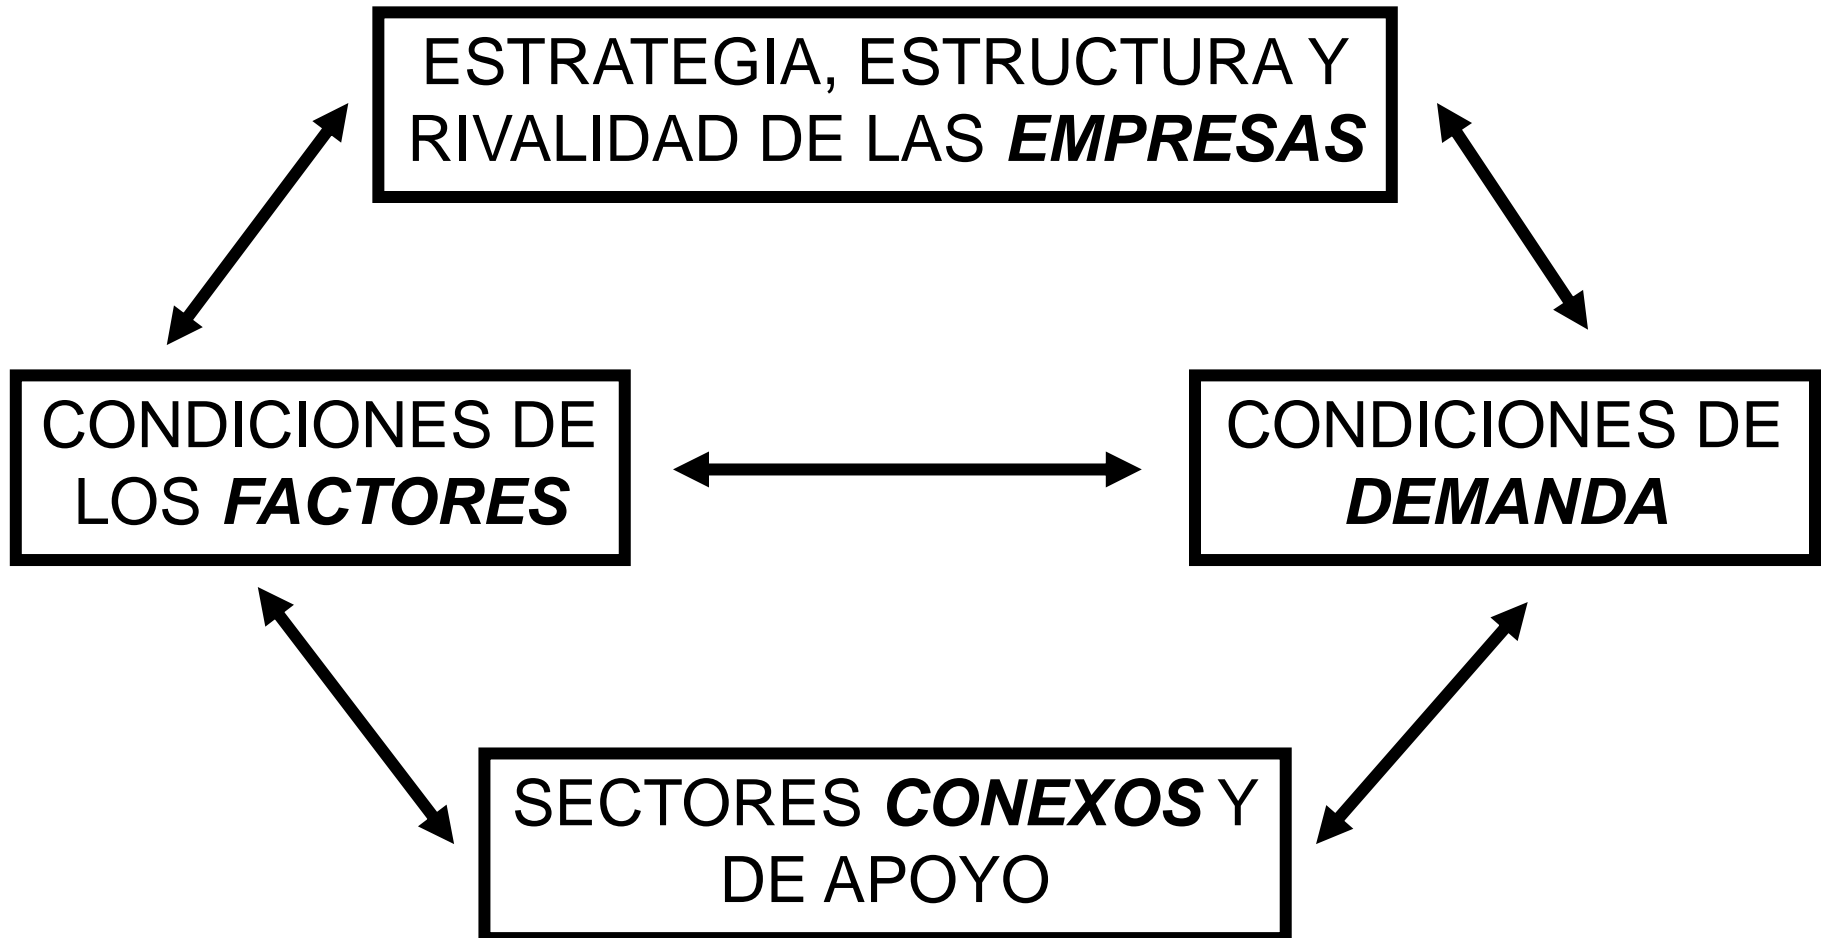 ESTRATEGIA, ESTRUCTURA Y
RIVALIDAD DE LAS EMPRESAS
CONDICIONES DE
LOS FACTORES
CONDICIONES DE
DEMANDA
SECTORES CONEXOS Y
DE APOYO